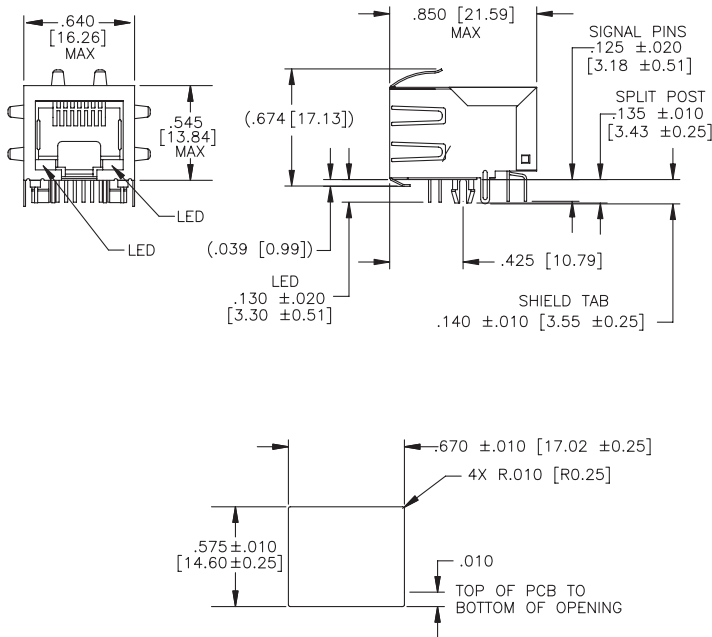 .640
[16.26]
MAX
.545
[13.84]
MAX
LED
LED
.850 [21.59]
MAX
(.674 [17.13])
SIGNAL PINS
.125 ±.020
[3.18 ±0.51]
SPLIT POST
.135 ±.010
[3.43 ±0.25]
(.039 [0.99])
.425 [10.79]
LED
.130 ±.020
[3.30 ±0.51]
SHIELD TAB
.140 ±.010 [3.55 ±0.25]
.670 ±.010 [17.02 ±0.25]
4X R.010 [R0.25]
.575±.010
[14.60±0.25]
.010
TOP OF PCB TO
BOTTOM OF OPENING